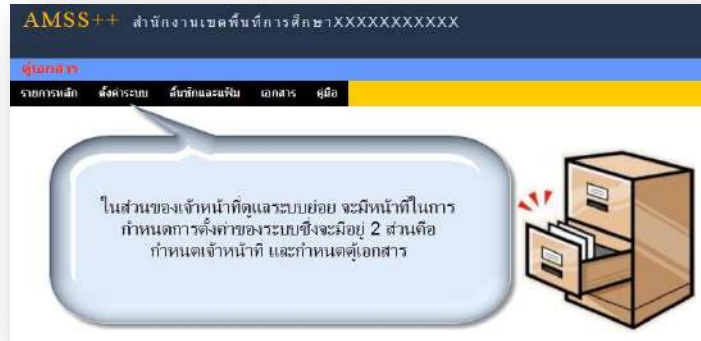 AMSS++ สำนักงานเขตพื้นที่การศึกษาXXXXXXXXXXX
ตู้เอกสาร
รายการหลัก ตั้งค่าระบบ ลิ้นชักและแฟ้ม เอกสาร คู่มือ
ในส่วนของเจ้าหน้าที่ดูแลระบบย่อย จะมีหน้าที่ในการ
กำหนดการตั้งค่าของระบบซึ่งจะมีอยู่ 2 ส่วนคือ
กำหนดเจ้าหน้าที่ และกำหนดตู้เอกสาร